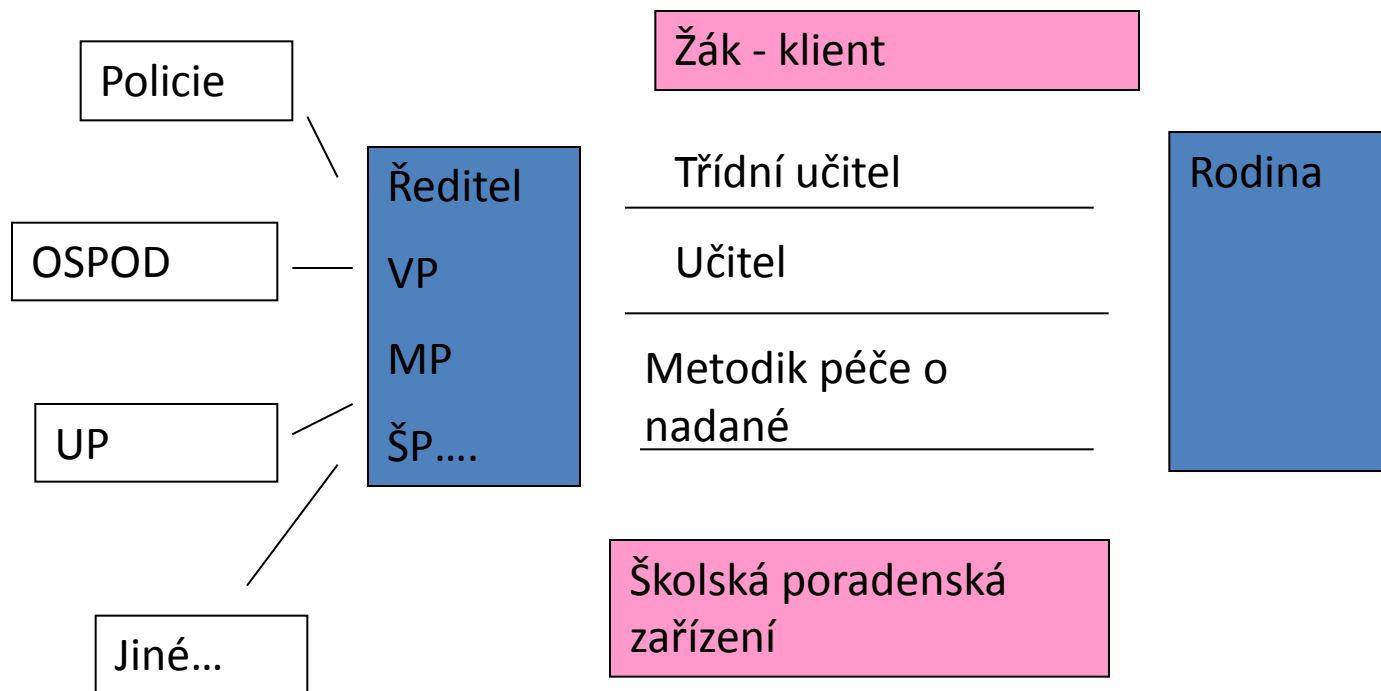 Žák - klient
Policie
Ředitel
VP
MP
ŠP….
Třídní učitel
Učitel
Metodik péče o
nadané
Rodina
OSPOD
UP
Jiné…
Školská poradenská
zařízení